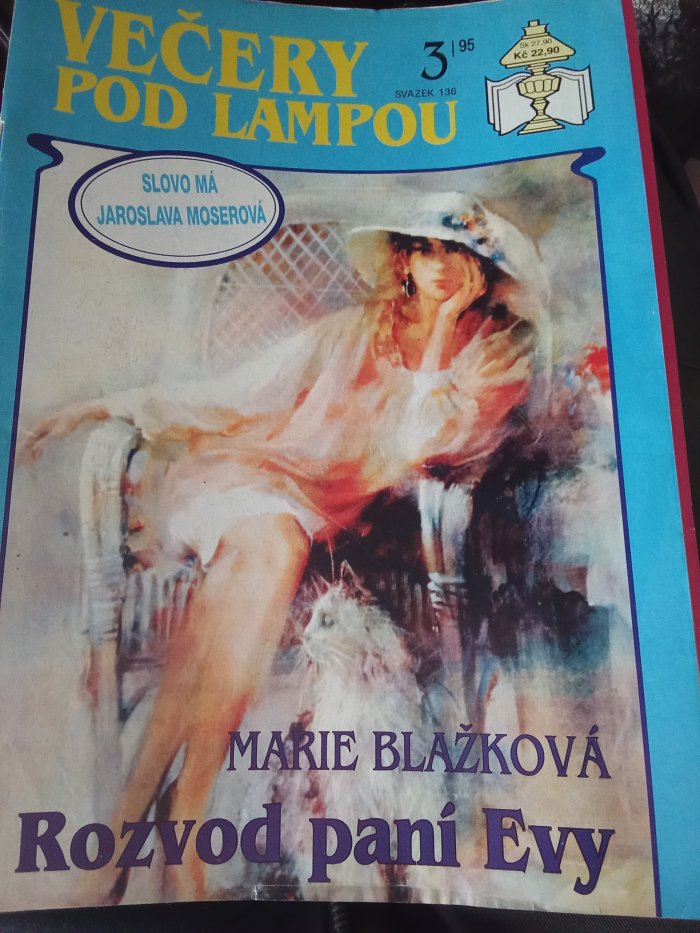 VEČERY
POD LAMPOU
3 | 95
SVAZEK 136
Sk 27,90
Kč 22,90
SLOVO MÁ
JAROSLAVA MOSEROVÁ
MARIE BLAŽKOVÁ
Rozvod paní Evy